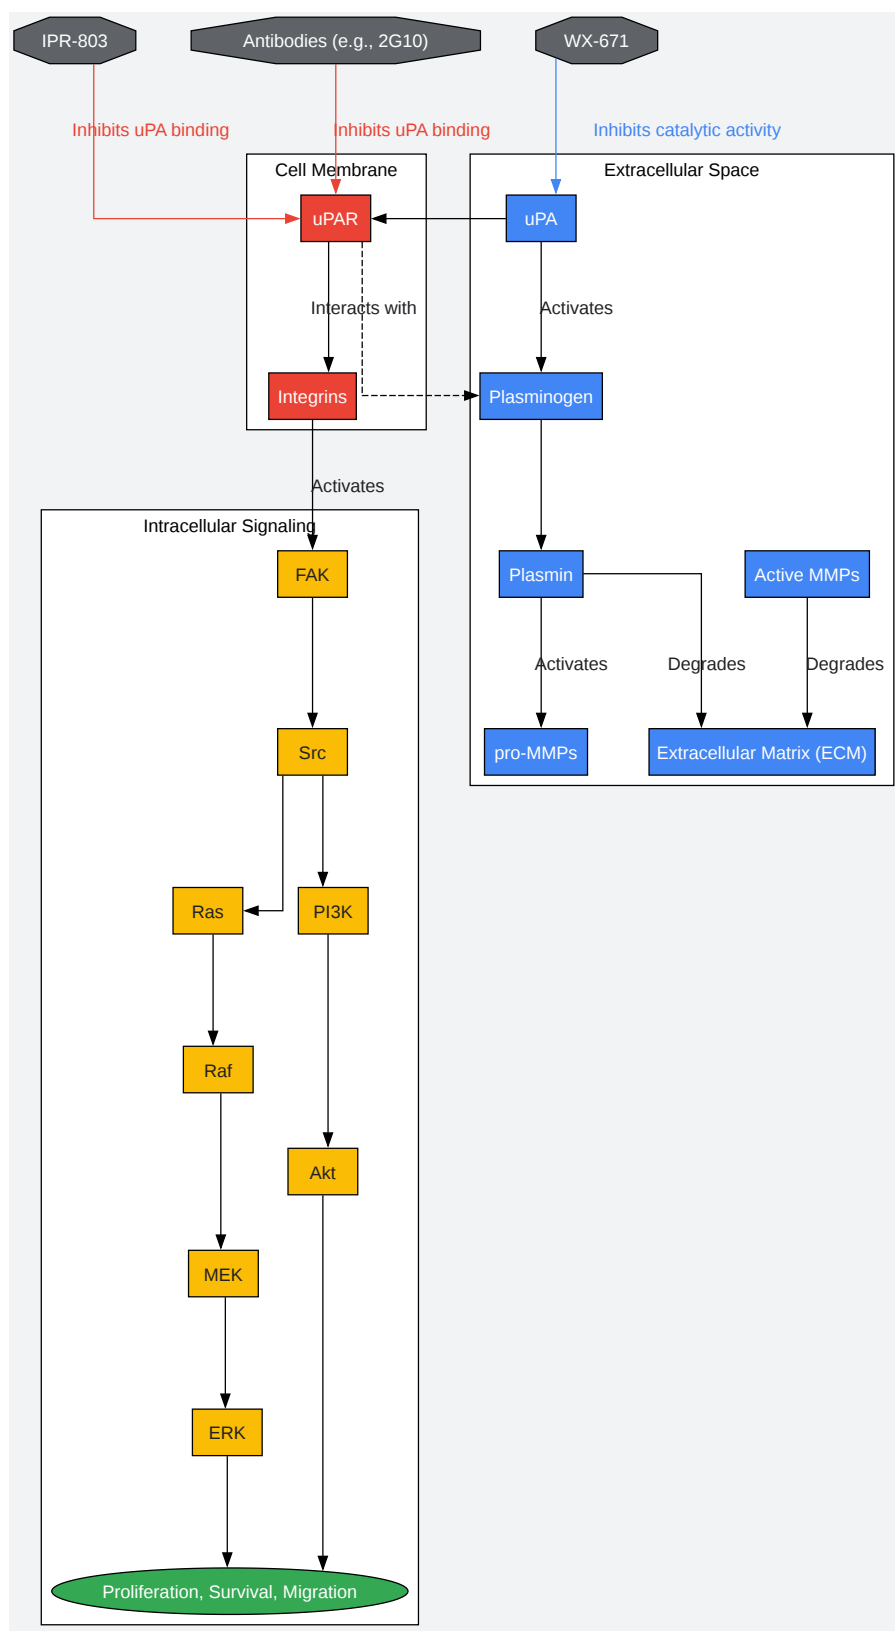 IPR-803
Antibodies (e.g., 2G10)
WX-671
Inhibits uPA binding
Inhibits uPA binding
Inhibits catalytic activity
Cell Membrane
Extracellular Space
uPAR
uPA
Interacts with
Activates
Integrins
Plasminogen
Activates
Intracellular Signaling
FAK
Plasmin
Active MMPs
Activates
Degrades
Degrades
Src
pro-MMPs
Extracellular Matrix (ECM)
Ras
PI3K
Raf
Akt
MEK
ERK
Proliferation, Survival, Migration